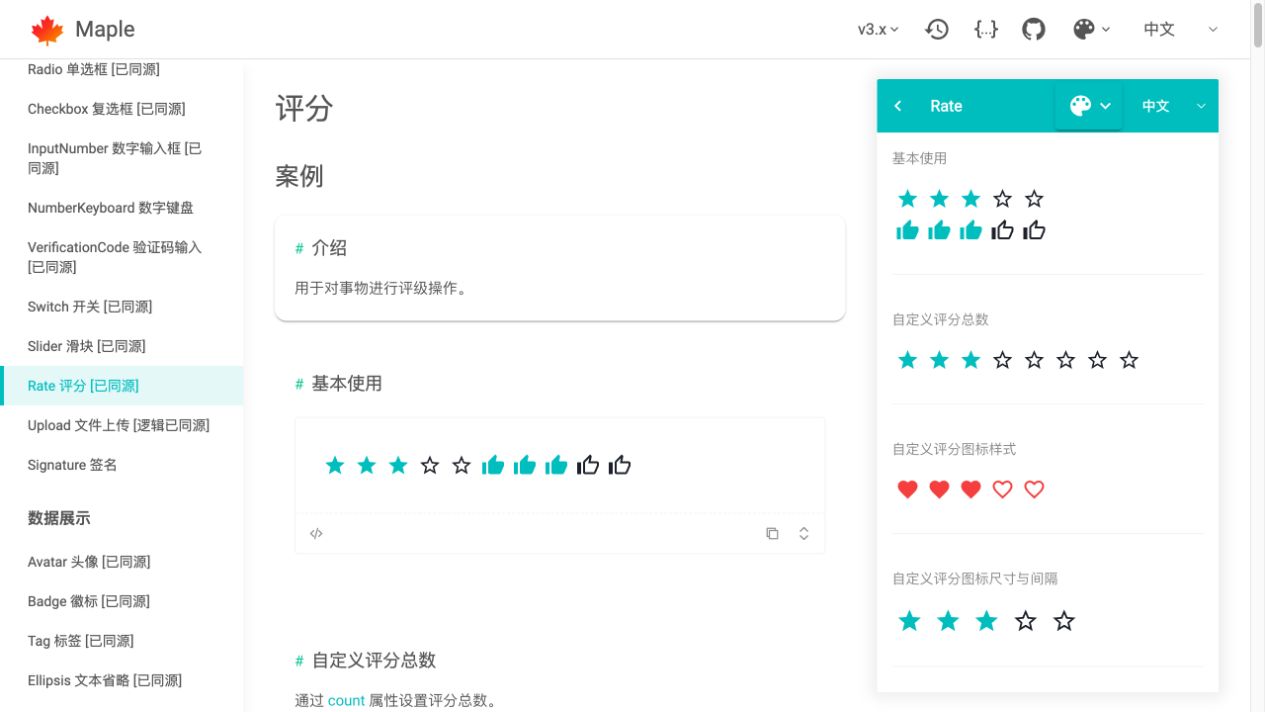 Maple
v3.x
{...}
中文
Radio 单选框 [已同源]
Checkbox 复选框 [已同源]
InputNumber 数字输入框 [已
同源]
NumberKeyboard 数字键盘
VerificationCode 验证码输入
[已同源]
Switch 开关 [已同源]
Slider 滑块 [已同源]
Rate 评分 [已同源]
Upload 文件上传 [逻辑已同源]
Signature 签名
数据展示
Avatar 头像 [已同源]
Badge 徽标 [已同源]
Tag 标签 [已同源]
Ellipsis 文本省略 [已同源]
评分
案例
# 介绍
用于对事物进行评级操作。
# 基本使用
# 自定义评分总数
通过 count 属性设置评分总数。
Rate
中文
基本使用
自定义评分总数
自定义评分图标样式
自定义评分图标尺寸与间隔